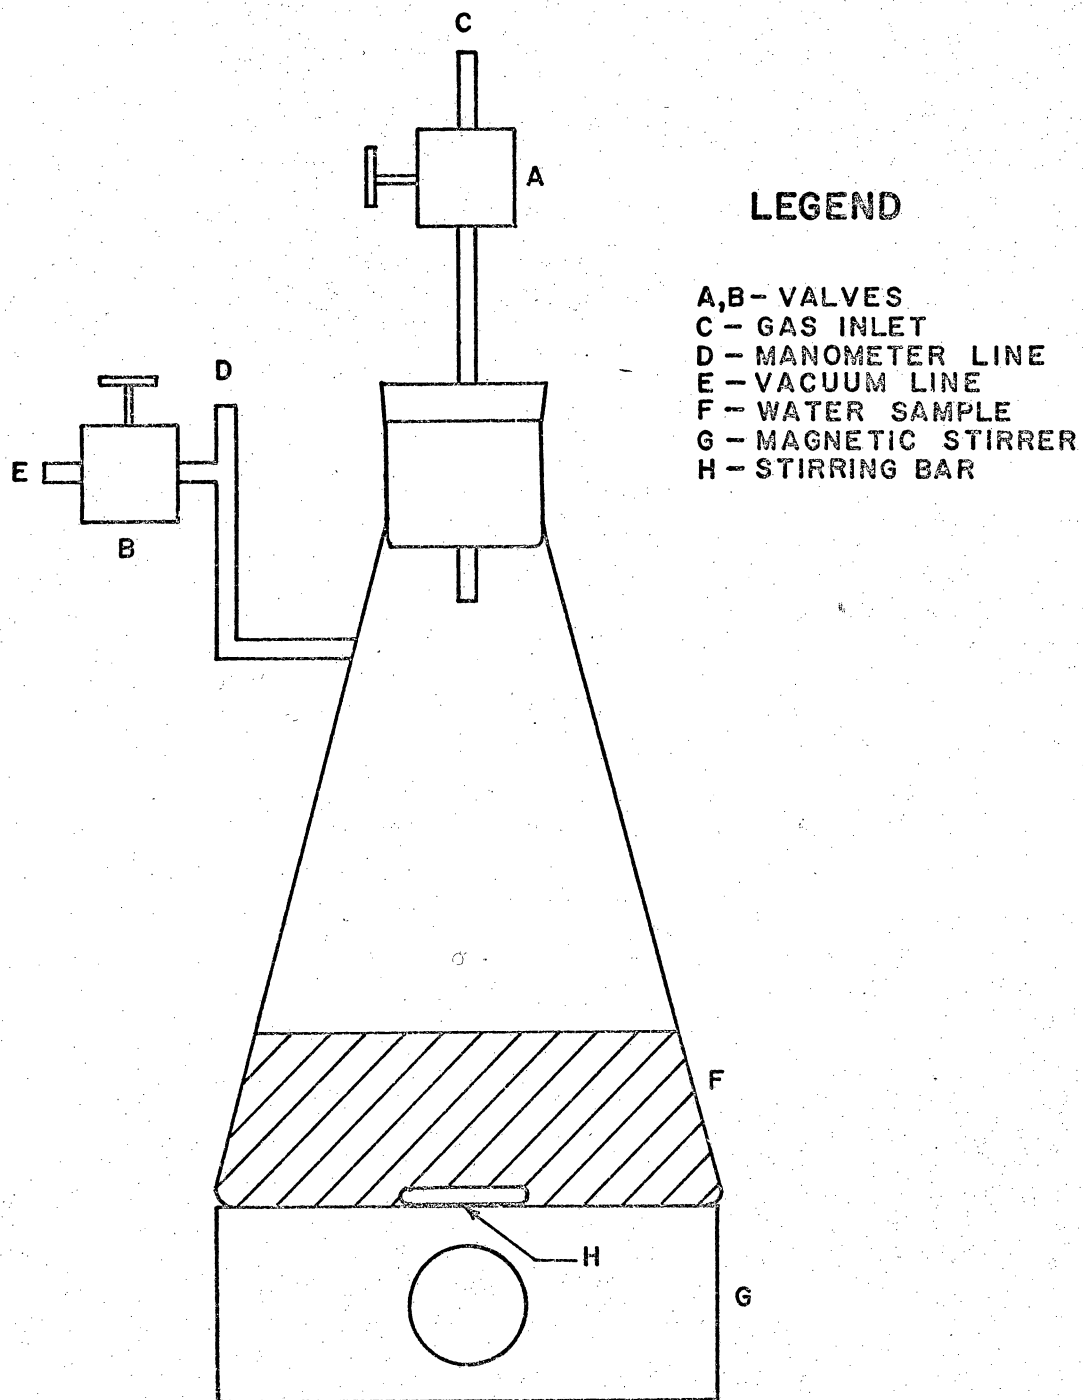 C
A
LEGEND
A,B- VALVES
C - GAS INLET
D - MANOMETER LINE
E - VACUUM LINE
F - WATER SAMPLE
G - MAGNETIC STIRRER
H - STIRRING BAR
D
E
B
F
H
G